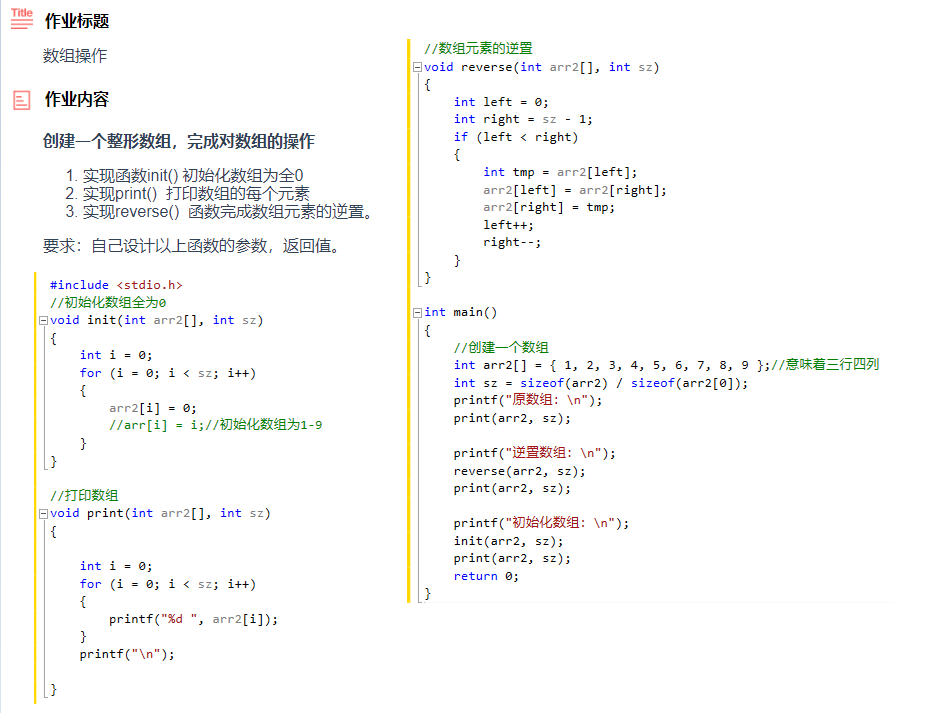 Title
作业标题
数组操作
作业内容
创建一个整形数组，完成对数组的操作
1. 实现函数init() 初始化数组为全0
2. 实现print()  打印数组的每个元素
3. 实现reverse()  函数完成数组元素的逆置。
要求：自己设计以上函数的参数，返回值。
#include <stdio.h>
//初始化数组全为0
void init(int arr2[], int sz)
{
    int i = 0;
    for (i = 0; i < sz; i++)
    {
        arr2[i] = 0;
        //arr[i] = i;//初始化数组为1-9
    }
}
//打印数组
void print(int arr2[], int sz)
{
    int i = 0;
    for (i = 0; i < sz; i++)
    {
        printf("%d ", arr2[i]);
    }
    printf("\n");
}
//数组元素的逆置
void reverse(int arr2[], int sz)
{
    int left = 0;
    int right = sz - 1;
    if (left < right)
    {
        int tmp = arr2[left];
        arr2[left] = arr2[right];
        arr2[right] = tmp;
        left++;
        right--;
    }
}
int main()
{
    //创建一个数组
    int arr2[] = { 1, 2, 3, 4, 5, 6, 7, 8, 9 };//意味着三行四列
    int sz = sizeof(arr2) / sizeof(arr2[0]);
    printf("原数组：\n");
    print(arr2, sz);
    printf("逆置数组：\n");
    reverse(arr2, sz);
    print(arr2, sz);
    printf("初始化数组：\n");
    init(arr2, sz);
    print(arr2, sz);
    return 0;
}